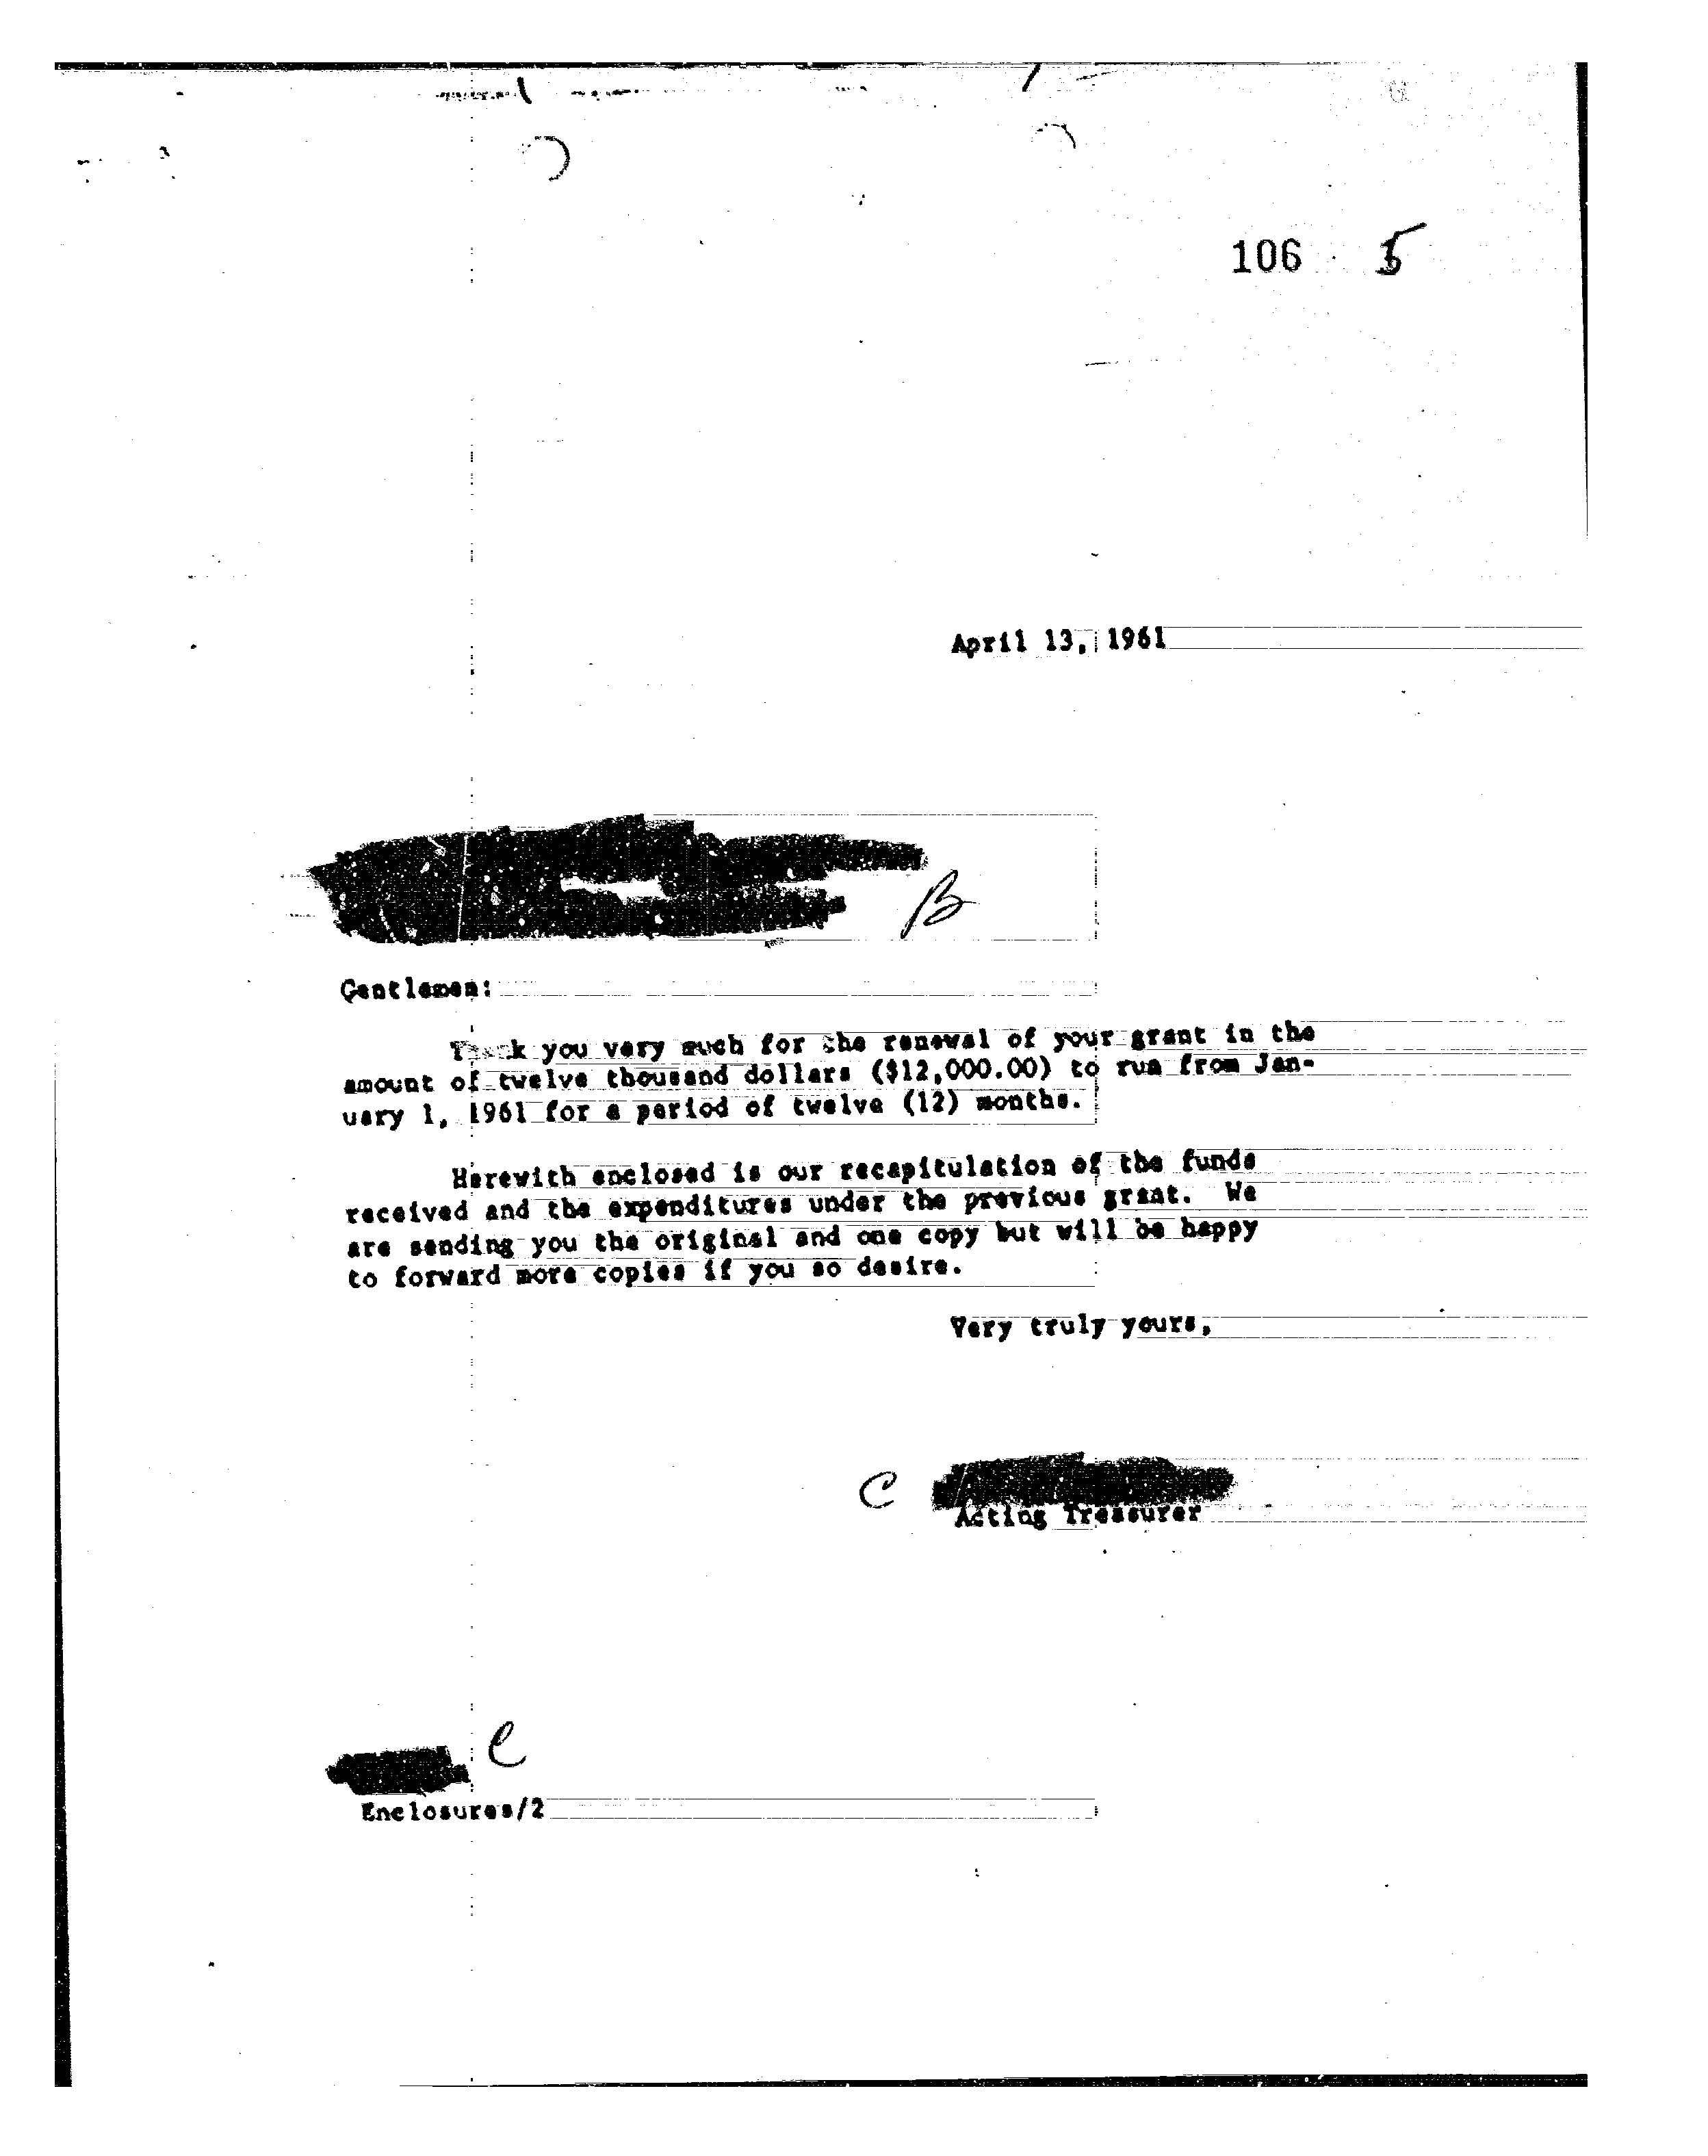 106 5
April 13, 1961
B
Gentlemen:
Thank you very much for the renewal of your grant in the
amount of twelve thousand dollars ($12,000.00) to run from Jan-
uary 1, 1961 for a period of twelve (12) months.
Herewith enclosed is our recapitulation of the funds
received and the expenditures under the previous grant. We
are sending you the original and one copy but will be happy
to forward more copies if you so desire.
Very truly yours,
C
Acting Treasurer
C
Enclosures/2